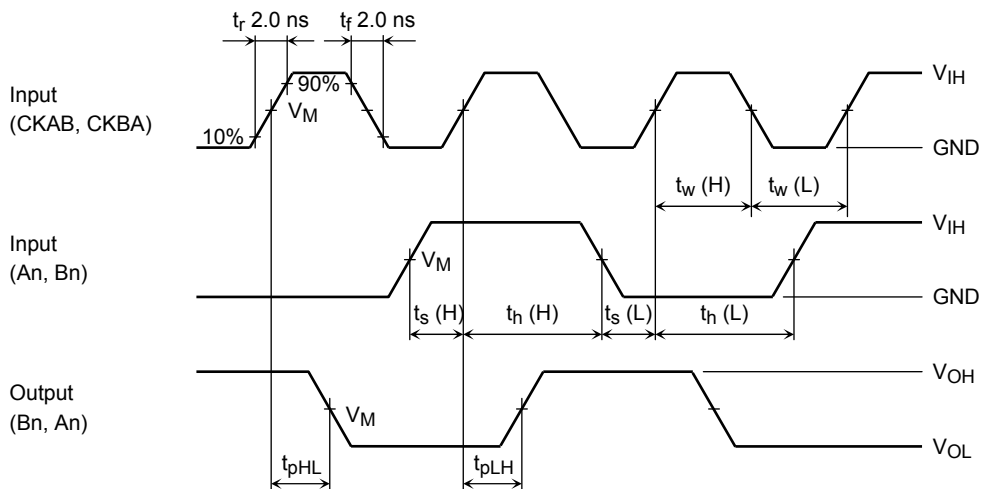 tr 2.0 ns
tf 2.0 ns
Input
(CKAB, CKBA)
10%
90%
VM
VIH
GND
tw (H)
tw (L)
Input
(An, Bn)
VM
VIH
GND
ts (H)
th (H)
ts (L)
th (L)
Output
(Bn, An)
VM
VOH
VOL
tpHL
tpLH